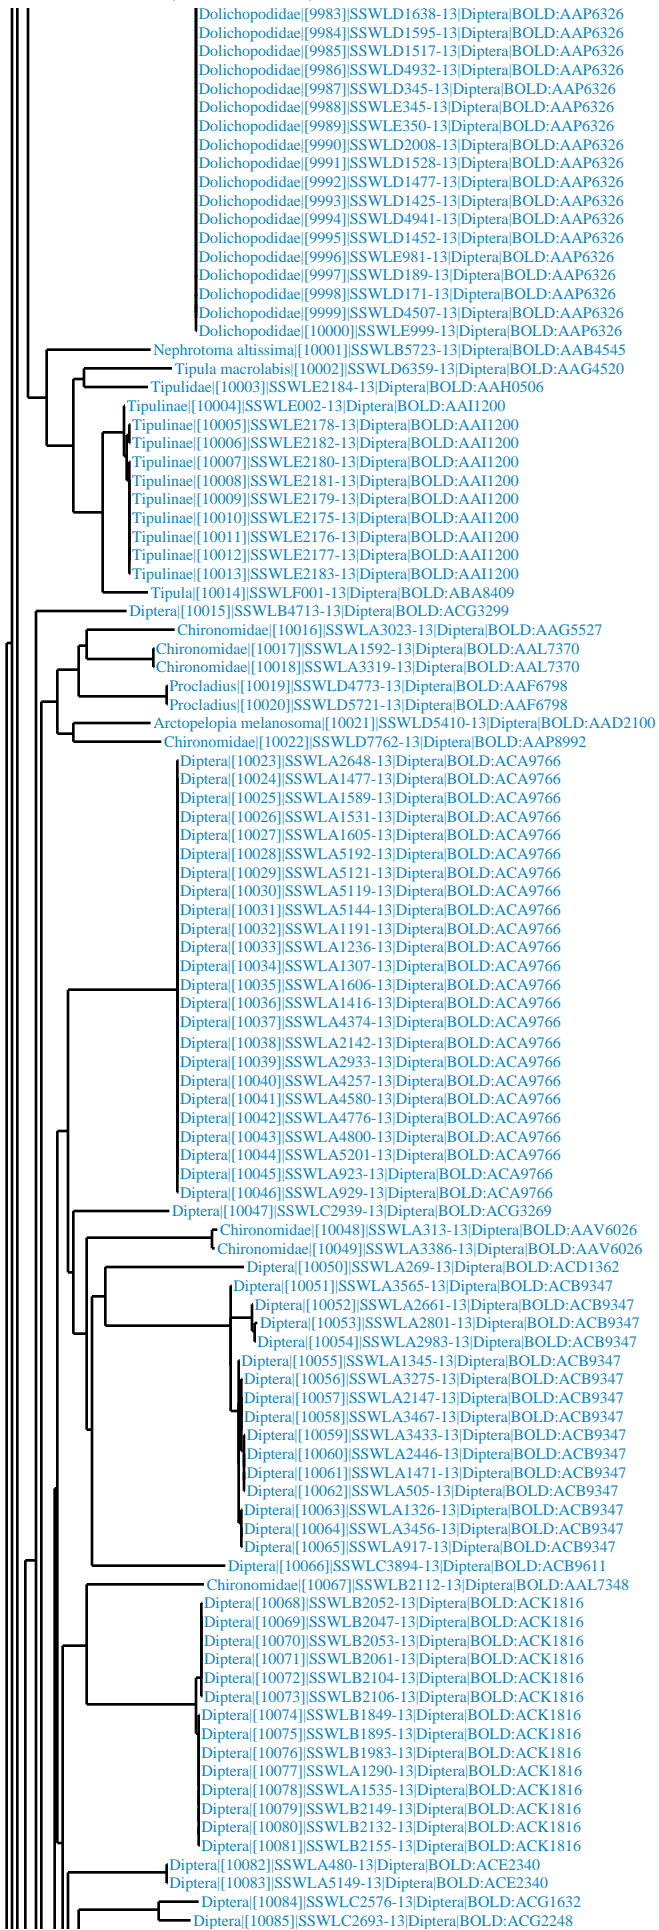 Dolichopodidae|[9983]|SSWLD1638-13|Diptera|BOLD:AAP6326
Dolichopodidae|[9984]|SSWLD1595-13|Diptera|BOLD:AAP6326
Dolichopodidae|[9985]|SSWLD1517-13|Diptera|BOLD:AAP6326
Dolichopodidae|[9986]|SSWLD4932-13|Diptera|BOLD:AAP6326
Dolichopodidae|[9987]|SSWLD345-13|Diptera|BOLD:AAP6326
Dolichopodidae|[9988]|SSWLE345-13|Diptera|BOLD:AAP6326
Dolichopodidae|[9989]|SSWLE350-13|Diptera|BOLD:AAP6326
Dolichopodidae|[9990]|SSWLD2008-13|Diptera|BOLD:AAP6326
Dolichopodidae|[9991]|SSWLD1528-13|Diptera|BOLD:AAP6326
Dolichopodidae|[9992]|SSWLD1477-13|Diptera|BOLD:AAP6326
Dolichopodidae|[9993]|SSWLD1425-13|Diptera|BOLD:AAP6326
Dolichopodidae|[9994]|SSWLD4941-13|Diptera|BOLD:AAP6326
Dolichopodidae|[9995]|SSWLD1452-13|Diptera|BOLD:AAP6326
Dolichopodidae|[9996]|SSWLE981-13|Diptera|BOLD:AAP6326
Dolichopodidae|[9997]|SSWLD189-13|Diptera|BOLD:AAP6326
Dolichopodidae|[9998]|SSWLD171-13|Diptera|BOLD:AAP6326
Dolichopodidae|[9999]|SSWLD4507-13|Diptera|BOLD:AAP6326
Dolichopodidae|[10000]|SSWLE999-13|Diptera|BOLD:AAP6326
Nephrotoma altissima|[10001]|SSWLB5723-13|Diptera|BOLD:AAB4545
Tipula macrolabis|[10002]|SSWLD6359-13|Diptera|BOLD:AAG4520
Tipulidae|[10003]|SSWLE2184-13|Diptera|BOLD:AAH0506
Tipulinae|[10004]|SSWLE002-13|Diptera|BOLD:AAI1200
Tipulinae|[10005]|SSWLE2178-13|Diptera|BOLD:AAI1200
Tipulinae|[10006]|SSWLE2182-13|Diptera|BOLD:AAI1200
Tipulinae|[10007]|SSWLE2180-13|Diptera|BOLD:AAI1200
Tipulinae|[10008]|SSWLE2181-13|Diptera|BOLD:AAI1200
Tipulinae|[10009]|SSWLE2179-13|Diptera|BOLD:AAI1200
Tipulinae|[10010]|SSWLE2175-13|Diptera|BOLD:AAI1200
Tipulinae|[10011]|SSWLE2176-13|Diptera|BOLD:AAI1200
Tipulinae|[10012]|SSWLE2177-13|Diptera|BOLD:AAI1200
Tipulinae|[10013]|SSWLE2183-13|Diptera|BOLD:AAI1200
Tipula|[10014]|SSWLF001-13|Diptera|BOLD:ABA8409
Diptera|[10015]|SSWLB4713-13|Diptera|BOLD:ACG3299
Chironomidae|[10016]|SSWLA3023-13|Diptera|BOLD:AAG5527
Chironomidae|[10017]|SSWLA1592-13|Diptera|BOLD:AAL7370
Chironomidae|[10018]|SSWLA3319-13|Diptera|BOLD:AAL7370
Procladius|[10019]|SSWLD4773-13|Diptera|BOLD:AAF6798
Procladius|[10020]|SSWLD5721-13|Diptera|BOLD:AAF6798
Arctopelopia melanosoma|[10021]|SSWLD5410-13|Diptera|BOLD:AAD2100
Chironomidae|[10022]|SSWLD7762-13|Diptera|BOLD:AAP8992
Diptera|[10023]|SSWLA2648-13|Diptera|BOLD:ACA9766
Diptera|[10024]|SSWLA1477-13|Diptera|BOLD:ACA9766
Diptera|[10025]|SSWLA1589-13|Diptera|BOLD:ACA9766
Diptera|[10026]|SSWLA1531-13|Diptera|BOLD:ACA9766
Diptera|[10027]|SSWLA1605-13|Diptera|BOLD:ACA9766
Diptera|[10028]|SSWLA5192-13|Diptera|BOLD:ACA9766
Diptera|[10029]|SSWLA5121-13|Diptera|BOLD:ACA9766
Diptera|[10030]|SSWLA5119-13|Diptera|BOLD:ACA9766
Diptera|[10031]|SSWLA5144-13|Diptera|BOLD:ACA9766
Diptera|[10032]|SSWLA1191-13|Diptera|BOLD:ACA9766
Diptera|[10033]|SSWLA1236-13|Diptera|BOLD:ACA9766
Diptera|[10034]|SSWLA1307-13|Diptera|BOLD:ACA9766
Diptera|[10035]|SSWLA1606-13|Diptera|BOLD:ACA9766
Diptera|[10036]|SSWLA1416-13|Diptera|BOLD:ACA9766
Diptera|[10037]|SSWLA4374-13|Diptera|BOLD:ACA9766
Diptera|[10038]|SSWLA2142-13|Diptera|BOLD:ACA9766
Diptera|[10039]|SSWLA2933-13|Diptera|BOLD:ACA9766
Diptera|[10040]|SSWLA4257-13|Diptera|BOLD:ACA9766
Diptera|[10041]|SSWLA4580-13|Diptera|BOLD:ACA9766
Diptera|[10042]|SSWLA4776-13|Diptera|BOLD:ACA9766
Diptera|[10043]|SSWLA4800-13|Diptera|BOLD:ACA9766
Diptera|[10044]|SSWLA5201-13|Diptera|BOLD:ACA9766
Diptera|[10045]|SSWLA923-13|Diptera|BOLD:ACA9766
Diptera|[10046]|SSWLA929-13|Diptera|BOLD:ACA9766
Diptera|[10047]|SSWLC2939-13|Diptera|BOLD:ACG3269
Chironomidae|[10048]|SSWLA313-13|Diptera|BOLD:AAV6026
Chironomidae|[10049]|SSWLA3386-13|Diptera|BOLD:AAV6026
Diptera|[10050]|SSWLA269-13|Diptera|BOLD:ACD1362
Diptera|[10051]|SSWLA3565-13|Diptera|BOLD:ACB9347
Diptera|[10052]|SSWLA2661-13|Diptera|BOLD:ACB9347
Diptera|[10053]|SSWLA2801-13|Diptera|BOLD:ACB9347
Diptera|[10054]|SSWLA2983-13|Diptera|BOLD:ACB9347
Diptera|[10055]|SSWLA1345-13|Diptera|BOLD:ACB9347
Diptera|[10056]|SSWLA3275-13|Diptera|BOLD:ACB9347
Diptera|[10057]|SSWLA2147-13|Diptera|BOLD:ACB9347
Diptera|[10058]|SSWLA3467-13|Diptera|BOLD:ACB9347
Diptera|[10059]|SSWLA3433-13|Diptera|BOLD:ACB9347
Diptera|[10060]|SSWLA2446-13|Diptera|BOLD:ACB9347
Diptera|[10061]|SSWLA1471-13|Diptera|BOLD:ACB9347
Diptera|[10062]|SSWLA505-13|Diptera|BOLD:ACB9347
Diptera|[10063]|SSWLA1326-13|Diptera|BOLD:ACB9347
Diptera|[10064]|SSWLA3456-13|Diptera|BOLD:ACB9347
Diptera|[10065]|SSWLA917-13|Diptera|BOLD:ACB9347
Diptera|[10066]|SSWLC3894-13|Diptera|BOLD:ACB9611
Chironomidae|[10067]|SSWLB2112-13|Diptera|BOLD:AAL7348
Diptera|[10068]|SSWLB2052-13|Diptera|BOLD:ACK1816
Diptera|[10069]|SSWLB2047-13|Diptera|BOLD:ACK1816
Diptera|[10070]|SSWLB2053-13|Diptera|BOLD:ACK1816
Diptera|[10071]|SSWLB2061-13|Diptera|BOLD:ACK1816
Diptera|[10072]|SSWLB2104-13|Diptera|BOLD:ACK1816
Diptera|[10073]|SSWLB2106-13|Diptera|BOLD:ACK1816
Diptera|[10074]|SSWLB1849-13|Diptera|BOLD:ACK1816
Diptera|[10075]|SSWLB1895-13|Diptera|BOLD:ACK1816
Diptera|[10076]|SSWLB1983-13|Diptera|BOLD:ACK1816
Diptera|[10077]|SSWLA1290-13|Diptera|BOLD:ACK1816
Diptera|[10078]|SSWLA1535-13|Diptera|BOLD:ACK1816
Diptera|[10079]|SSWLB2149-13|Diptera|BOLD:ACK1816
Diptera|[10080]|SSWLB2132-13|Diptera|BOLD:ACK1816
Diptera|[10081]|SSWLB2155-13|Diptera|BOLD:ACK1816
Diptera|[10082]|SSWLA480-13|Diptera|BOLD:ACE2340
Diptera|[10083]|SSWLA5149-13|Diptera|BOLD:ACE2340
Diptera|[10084]|SSWLC2576-13|Diptera|BOLD:ACG1632
Diptera|[10085]|SSWLC2693-13|Diptera|BOLD:ACG2248